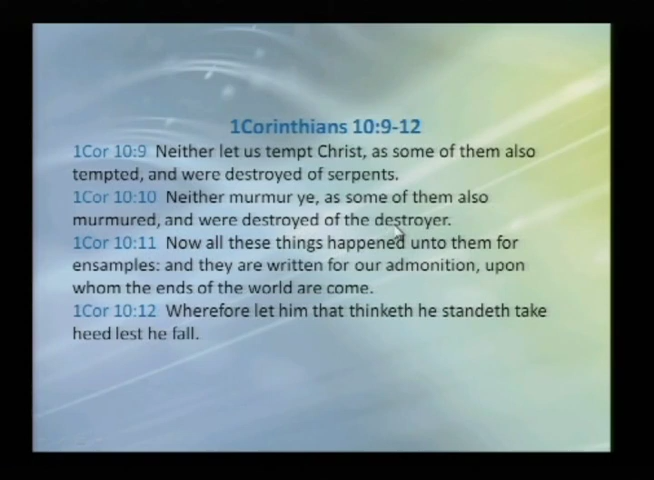 1Corinthians 10:9-12
1Cor 10:9 Neither let us tempt Christ, as some of them also
tempted, and were destroyed of serpents.
1Cor 10:10 Neither murmur ye, as some of them also
murmured, and were destroyed of the destroyer.
1Cor 10:11 Now all these things happened unto them for
ensamples: and they are written for our admonition, upon
whom the ends of the world are come.
1Cor 10:12 Wherefore let him that thinketh he standeth take
heed lest he fall.